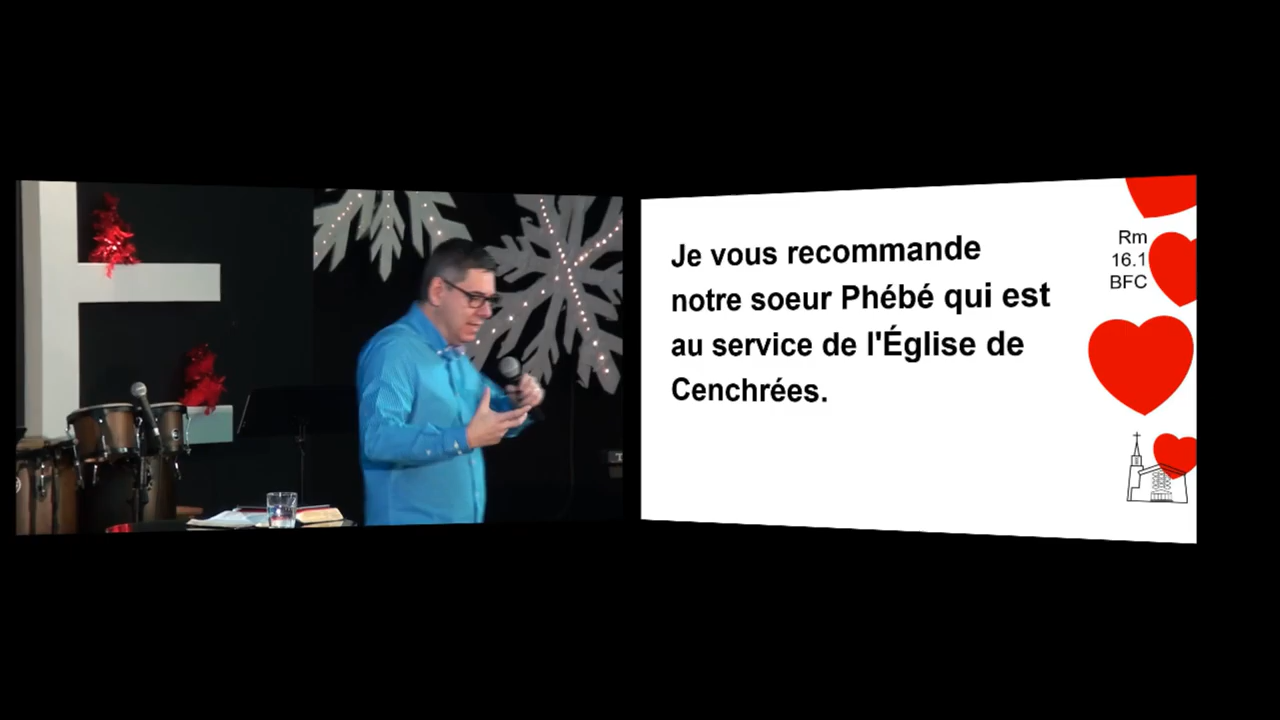 Je vous recommande
notre soeur Phébé qui est
au service de l'Église de
Cenchrées.
Rm
16.1
BFC